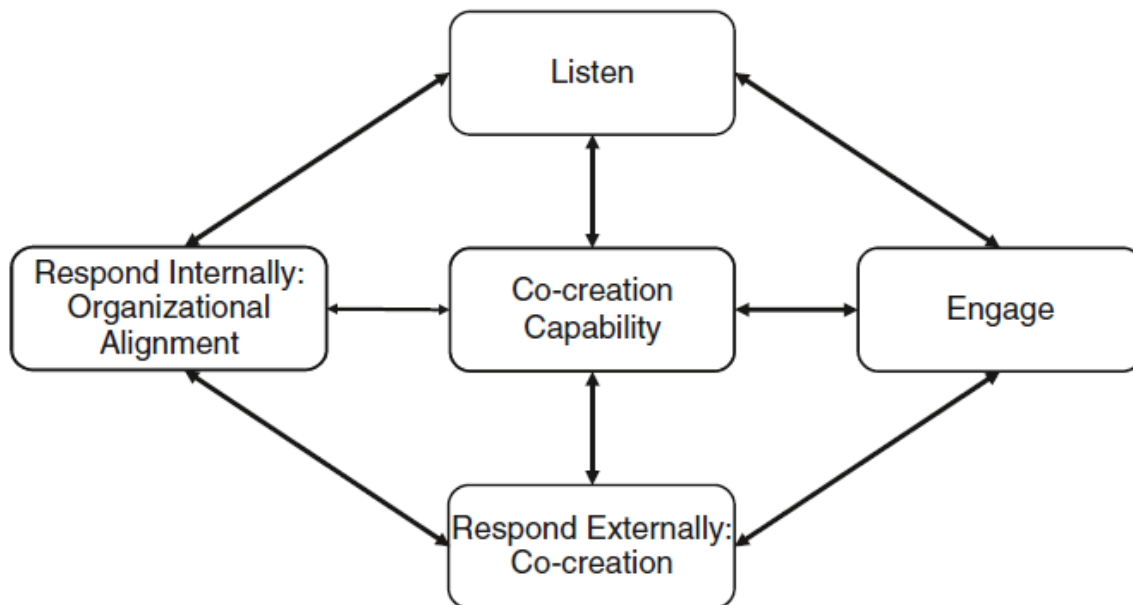 Listen
Respond Internally:
Organizational
Alignment
Co-creation
Capability
Engage
Respond Externally:
Co-creation